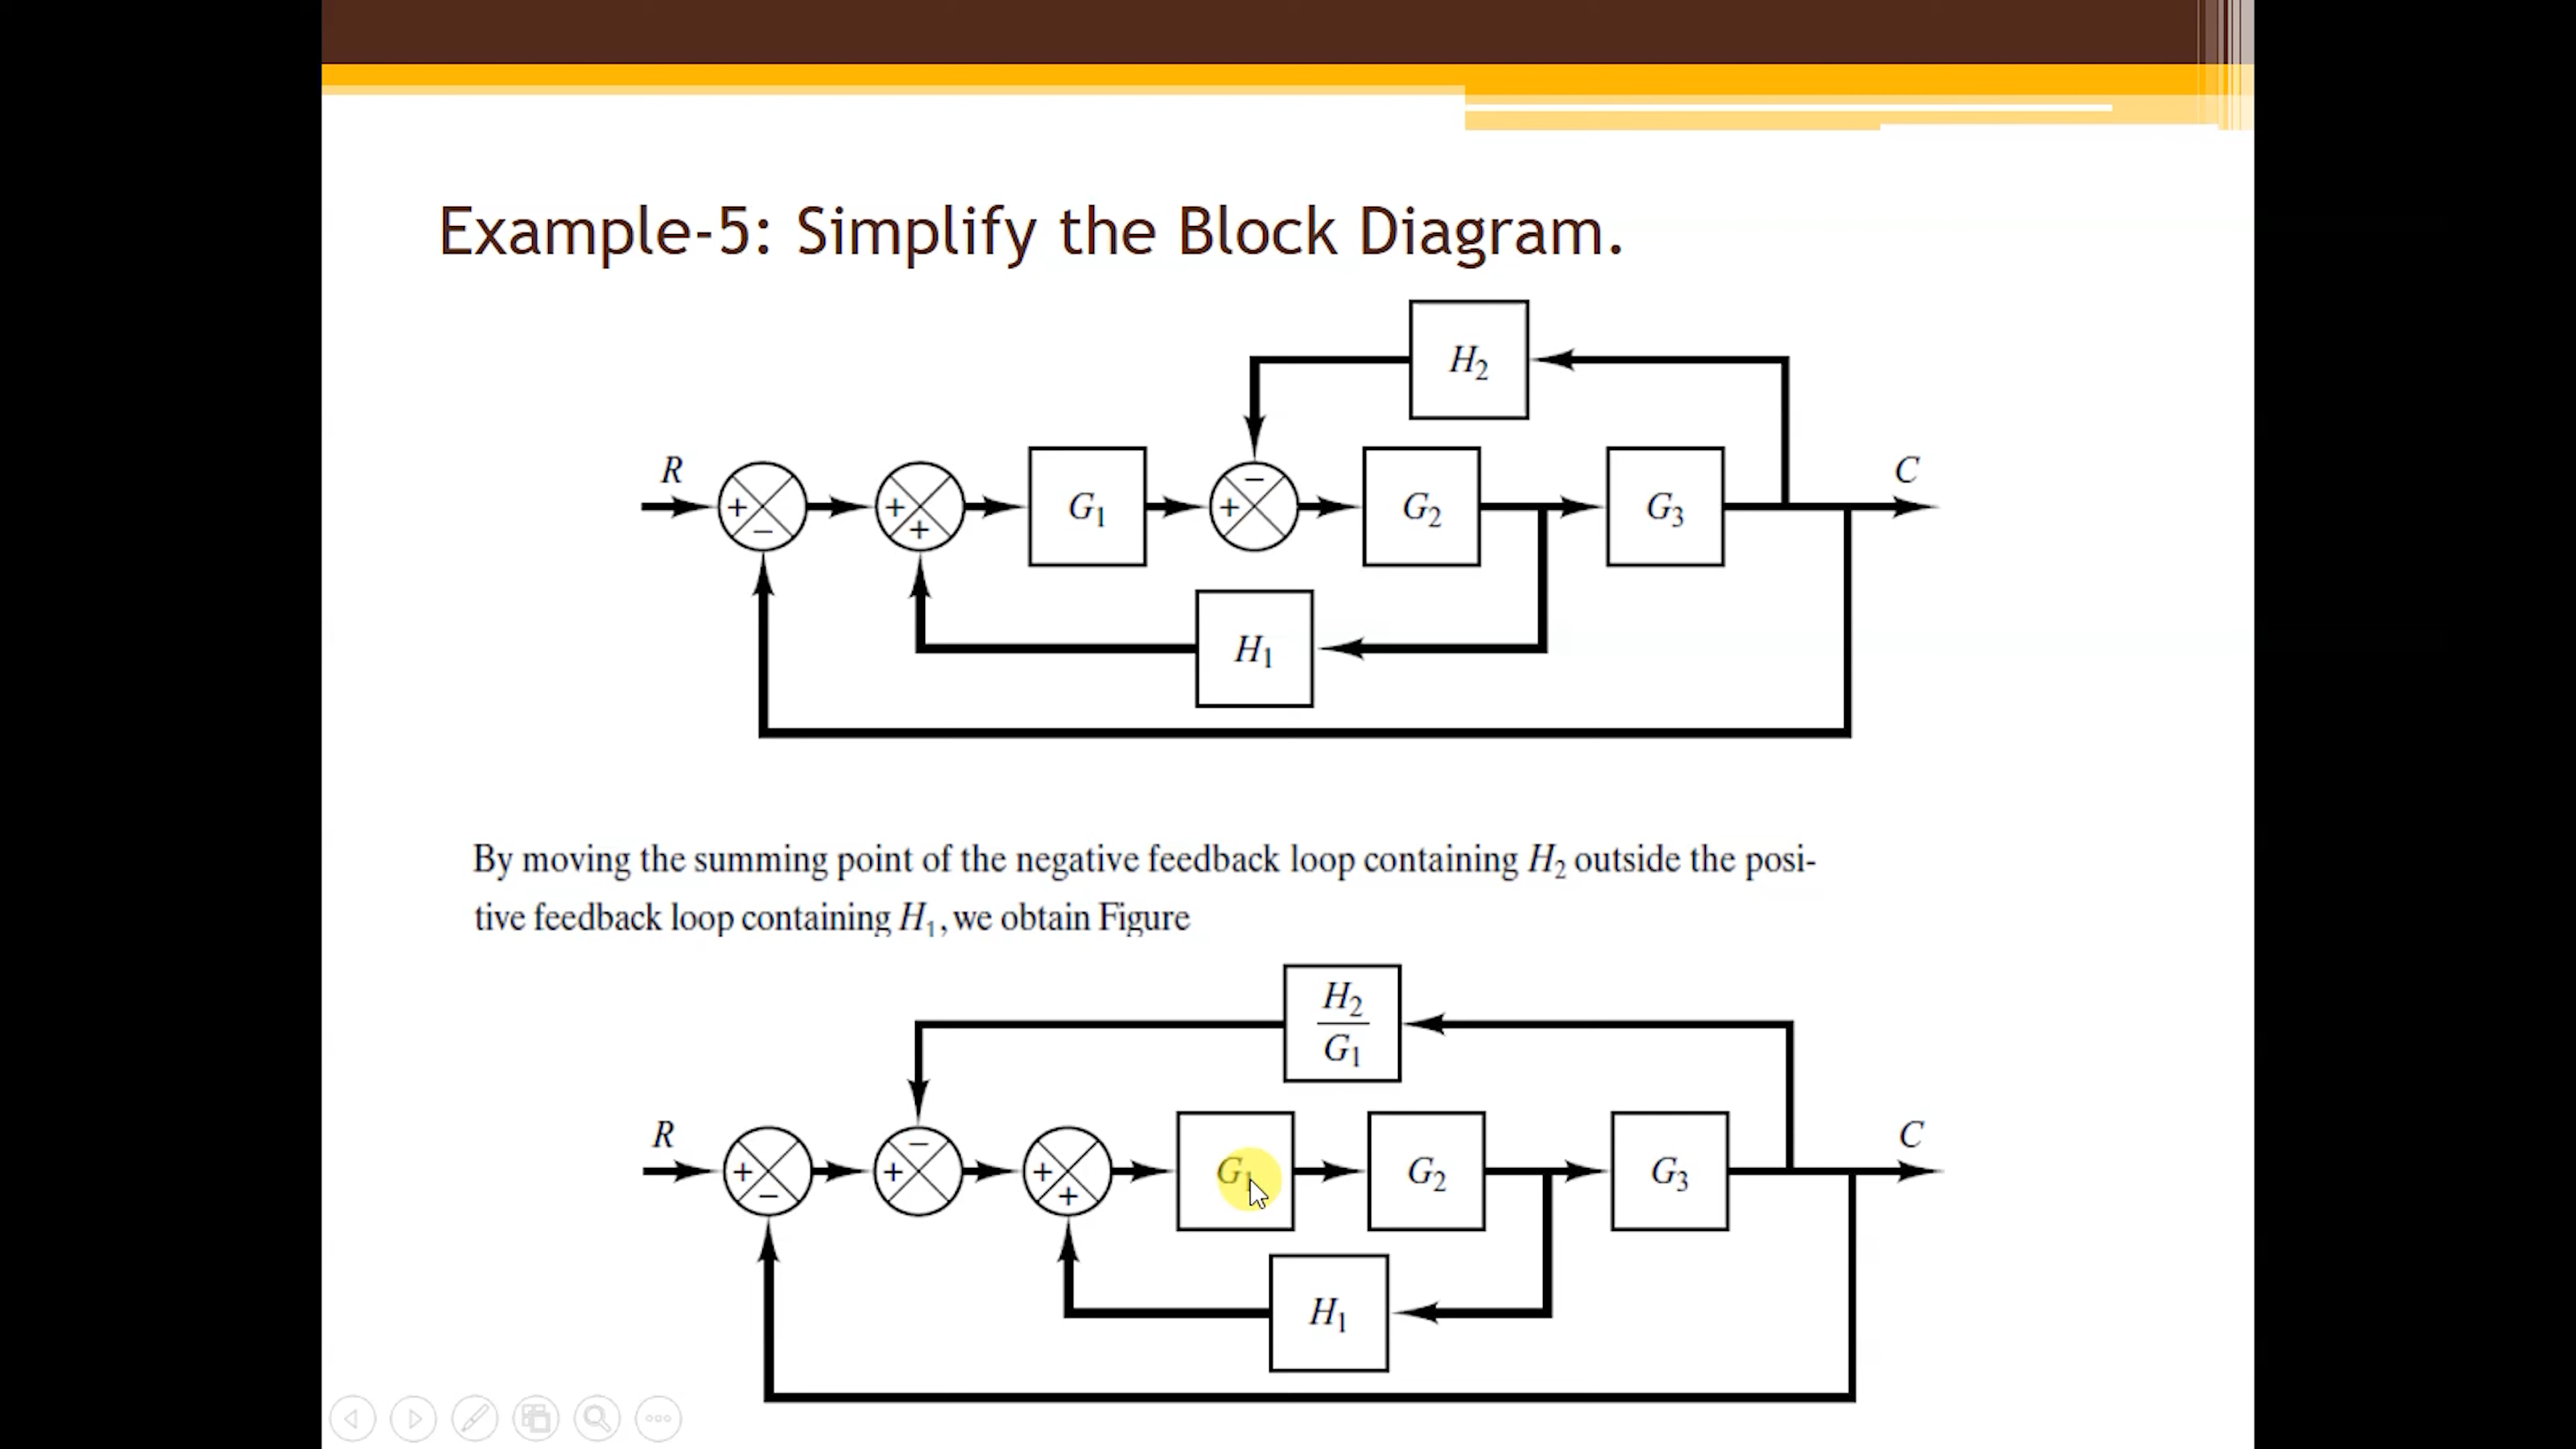 Example-5: Simplify the Block Diagram.
H₂
R + − + + G₁ + − G₂ G₃ C
H₁
By moving the summing point of the negative feedback loop containing H₂ outside the posi-
tive feedback loop containing H₁, we obtain Figure
H₂
G₁
R + − + − + + G₁ G₂ G₃ C
H₁